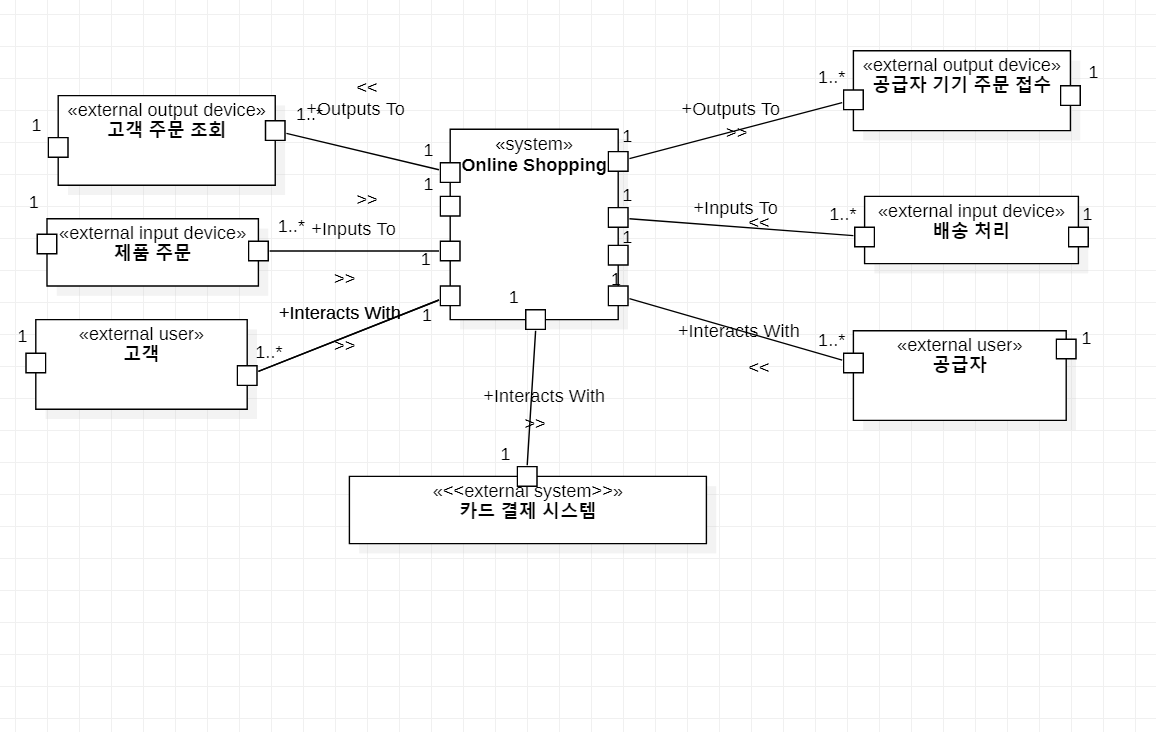 «external output device»
고객 주문 조회
1
<<
1..*
+Outputs To
1
«external input device»
제품 주문
1
>>
1..*
+Inputs To
1
1
>>
«external user»
고객
1
+Interacts With
1..*
>>
1
«system»
Online Shopping
1
1
1
1
1
+Interacts With
>>
1
«<<external system>>»
카드 결제 시스템
+Outputs To
>>
1..*
«external output device»
공급자 기기 주문 접수
1
+Inputs To
<<
1..*
«external input device»
배송 처리
1
+Interacts With
<<
1..*
«external user»
공급자
1